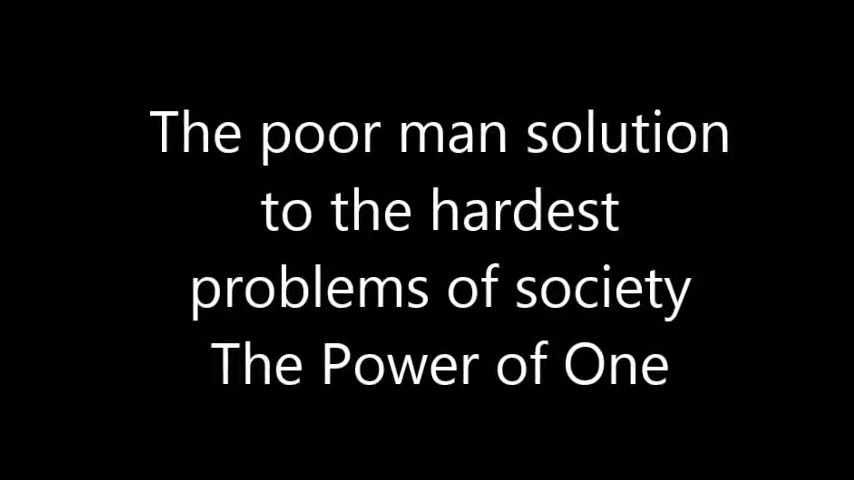 The poor man solution
to the hardest
problems of society
The Power of One